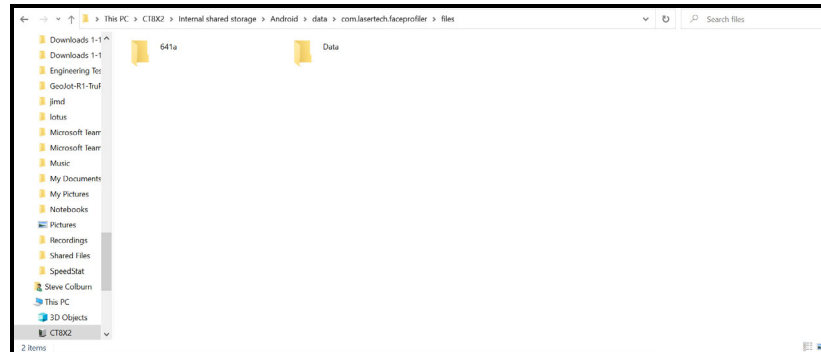 This PC > CT8X2 > Internal shared storage > Android > data > com.lasertech.faceprofiler > files
Search files
Downloads 1-1
Downloads 1-1
Engineering Tes
GeoJot-R1-TruP
jimd
lotus
Microsoft Team
Microsoft Team
Music
My Documents
My Pictures
Notebooks
Pictures
Recordings
Shared Files
SpeedStat
Steve Colburn
This PC
3D Objects
CT8X2
641a
Data
2 items